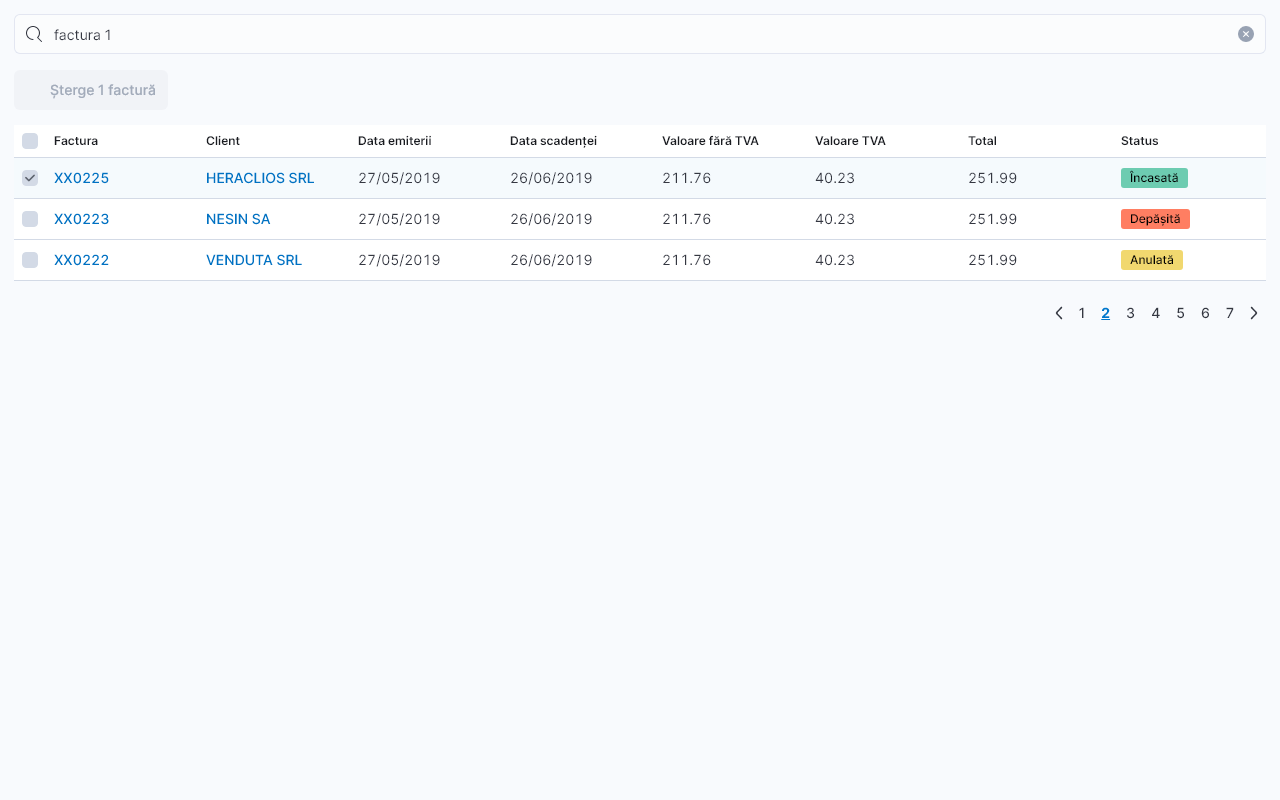 factura 1
Șterge 1 factură
Factura Client Data emiterii Data scadenței Valoare fără TVA Valoare TVA Total Status
XX0225 HERACLIOS SRL 27/05/2019 26/06/2019 211.76 40.23 251.99 Încasată
XX0223 NESIN SA 27/05/2019 26/06/2019 211.76 40.23 251.99 Depășită
XX0222 VENDUTA SRL 27/05/2019 26/06/2019 211.76 40.23 251.99 Anulată
1 2 3 4 5 6 7